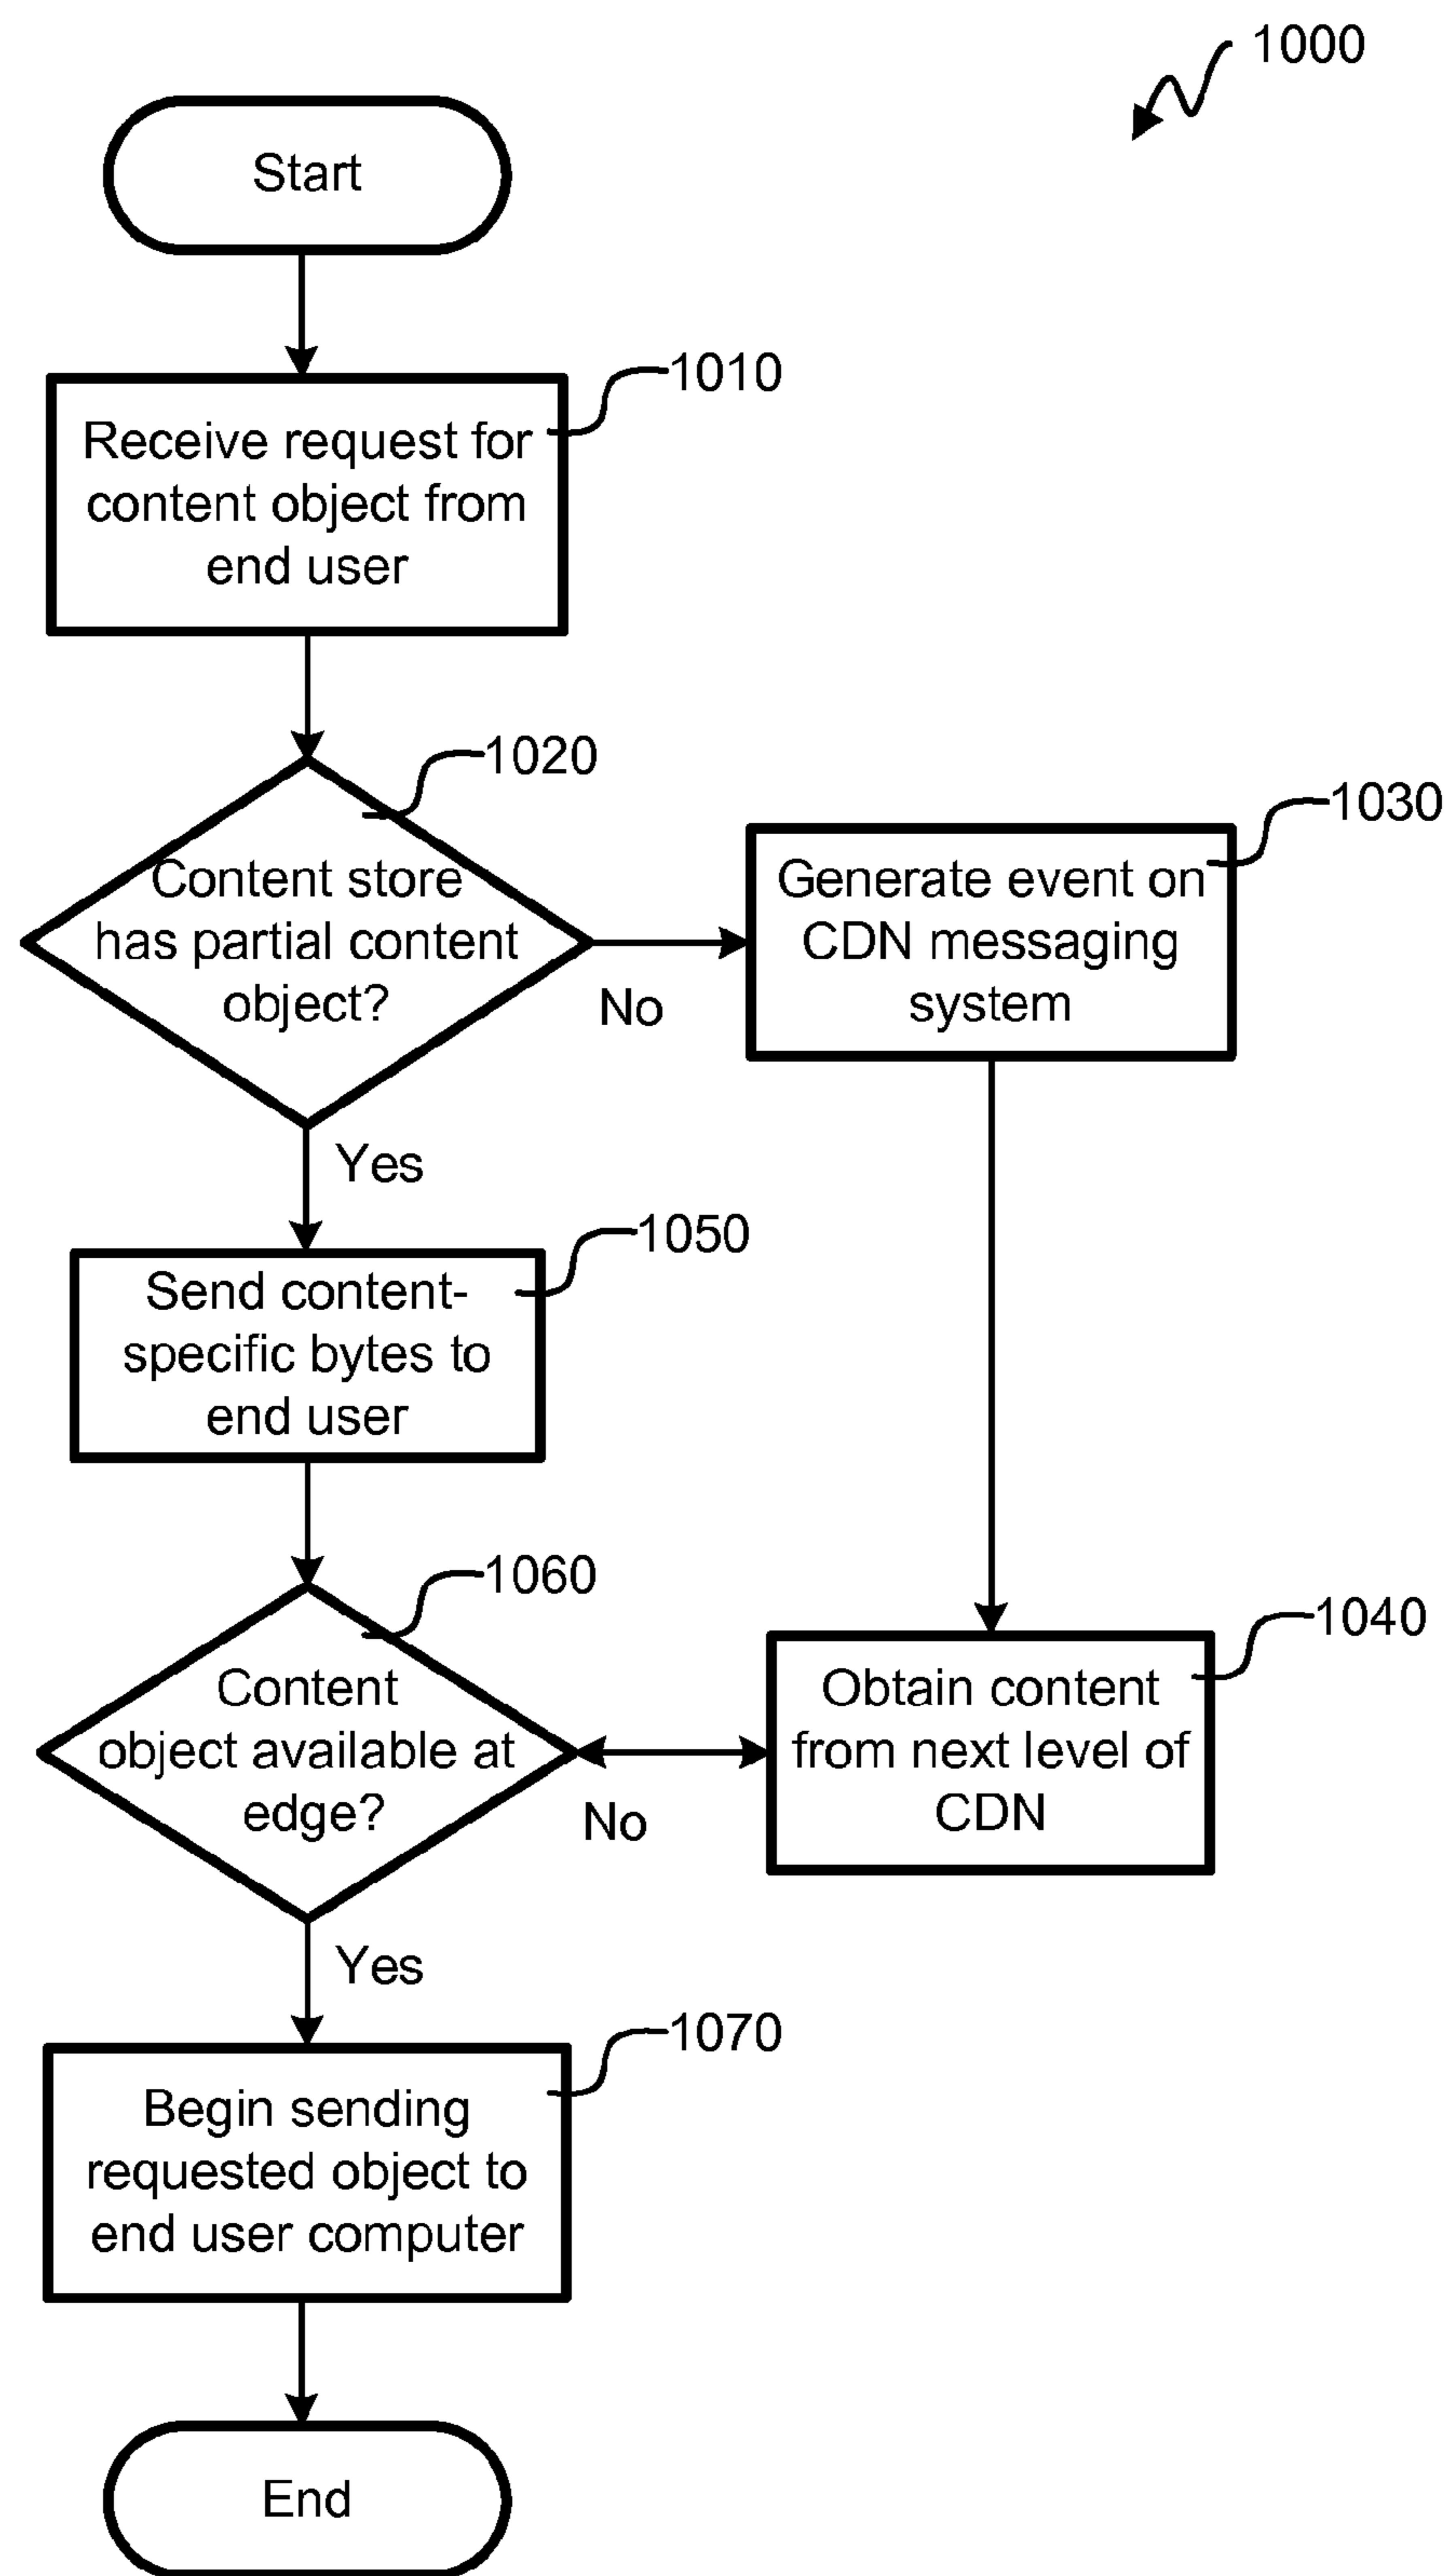 1000
Start
1010
Receive request for
content object from
end user
1020
Content store
has partial content
object?
No
1030
Generate event on
CDN messaging
system
Yes
1050
Send content-
specific bytes to
end user
1060
Content
object available at
edge?
No
1040
Obtain content
from next level of
CDN
Yes
1070
Begin sending
requested object to
end user computer
End